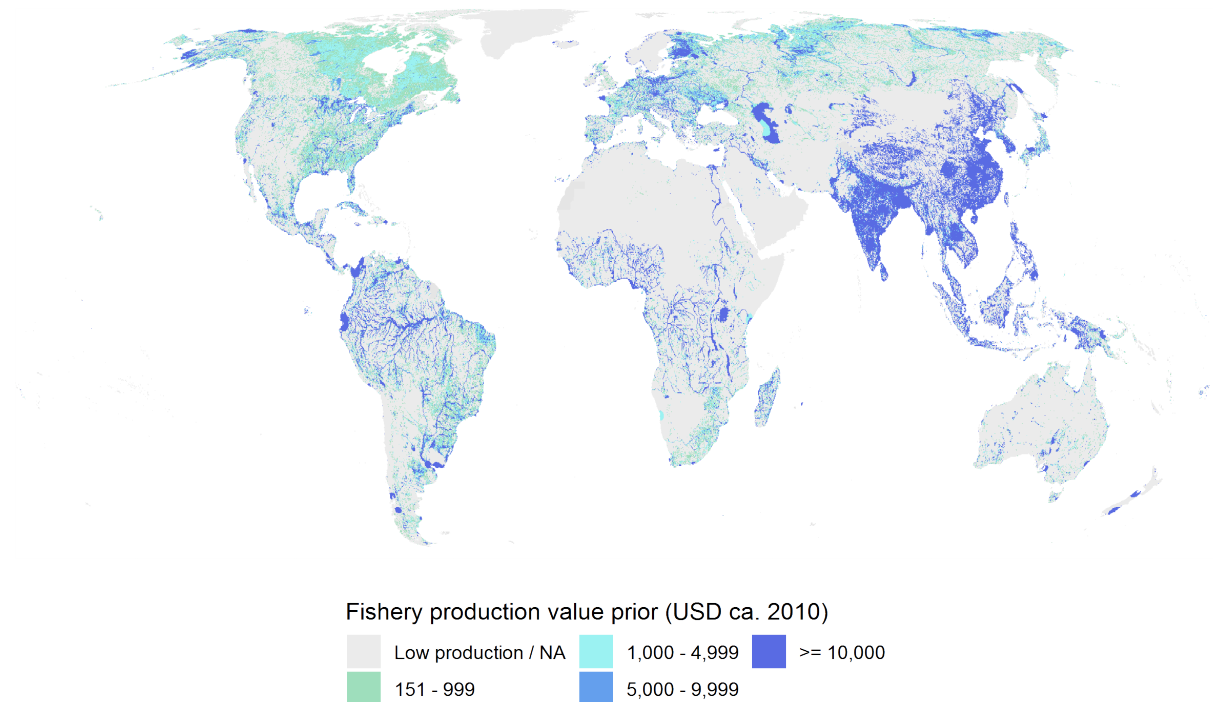 Fishery production value prior (USD ca. 2010)
Low production / NA 1,000 - 4,999 >= 10,000
151 - 999 5,000 - 9,999